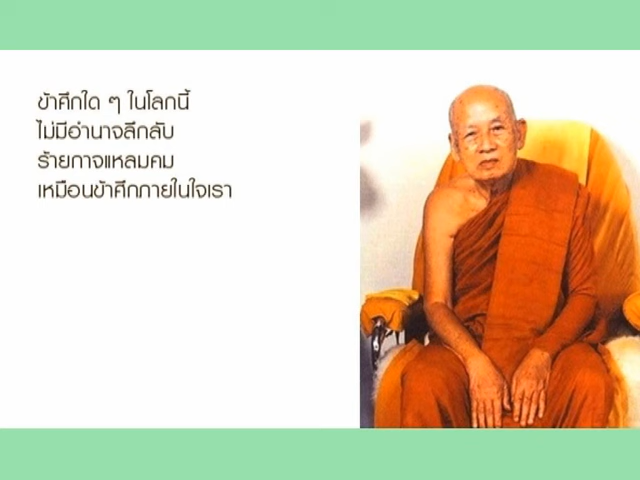 ข้าศึกใด ๆ ในโลกนี้
ไม่มีอำนาจลึกลับ
ร้ายกาจแหลมคม
เหมือนข้าศึกภายในใจเรา